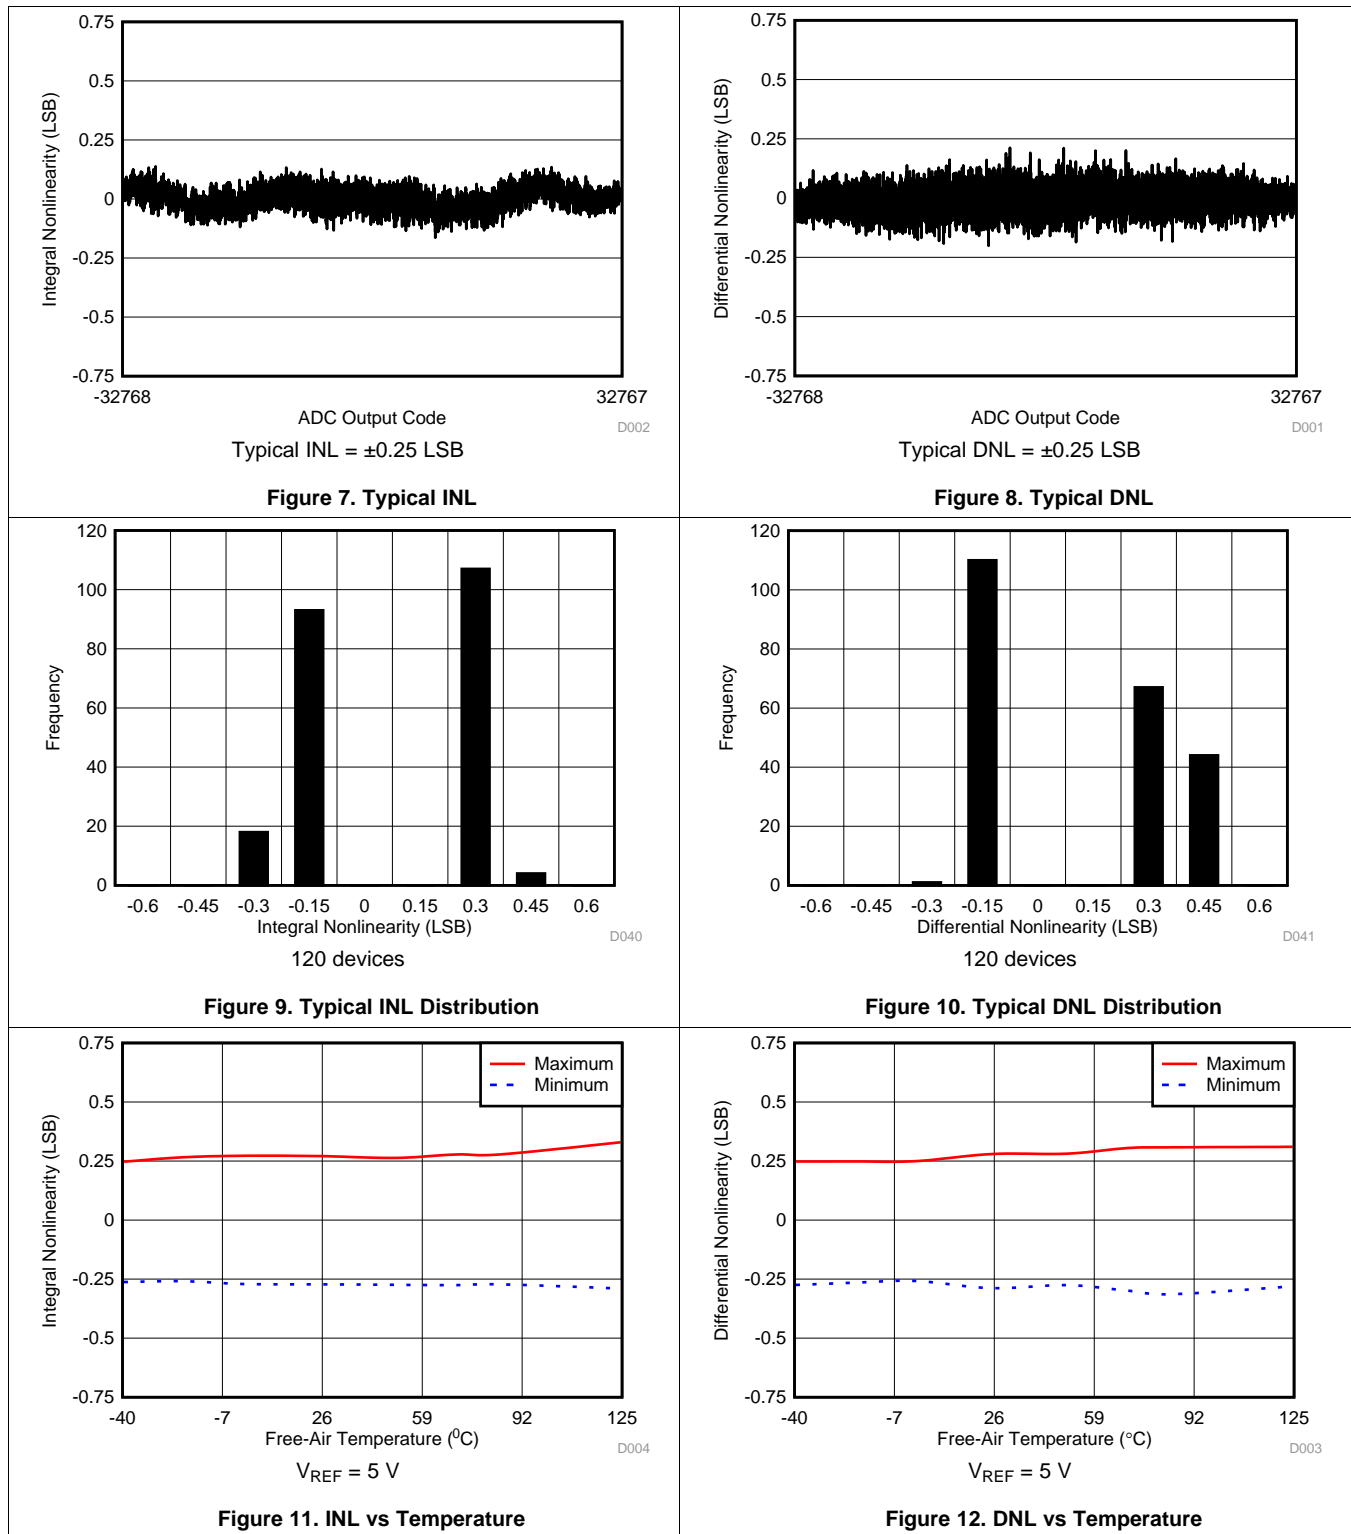 0.75
0.5
0.25
0
-0.25
-0.5
-0.75
Integral Nonlinearity (LSB)
-32768 32767
ADC Output Code
D002
Typical INL = ±0.25 LSB
Figure 7. Typical INL
0.75
0.5
0.25
0
-0.25
-0.5
-0.75
Differential Nonlinearity (LSB)
-32768 32767
ADC Output Code
D001
Typical DNL = ±0.25 LSB
Figure 8. Typical DNL
120
100
80
60
40
20
0
Frequency
-0.6 -0.45 -0.3 -0.15 0 0.15 0.3 0.45 0.6
Integral Nonlinearity (LSB)
D040
120 devices
Figure 9. Typical INL Distribution
120
100
80
60
40
20
0
Frequency
-0.6 -0.45 -0.3 -0.15 0 0.15 0.3 0.45 0.6
Differential Nonlinearity (LSB)
D041
120 devices
Figure 10. Typical DNL Distribution
0.75
0.5
0.25
0
-0.25
-0.5
-0.75
Integral Nonlinearity (LSB)
Maximum
Minimum
-40 -7 26 59 92 125
Free-Air Temperature (⁰C)
D004
V_REF = 5 V
Figure 11. INL vs Temperature
0.75
0.5
0.25
0
-0.25
-0.5
-0.75
Differential Nonlinearity (LSB)
Maximum
Minimum
-40 -7 26 59 92 125
Free-Air Temperature (°C)
D003
V_REF = 5 V
Figure 12. DNL vs Temperature